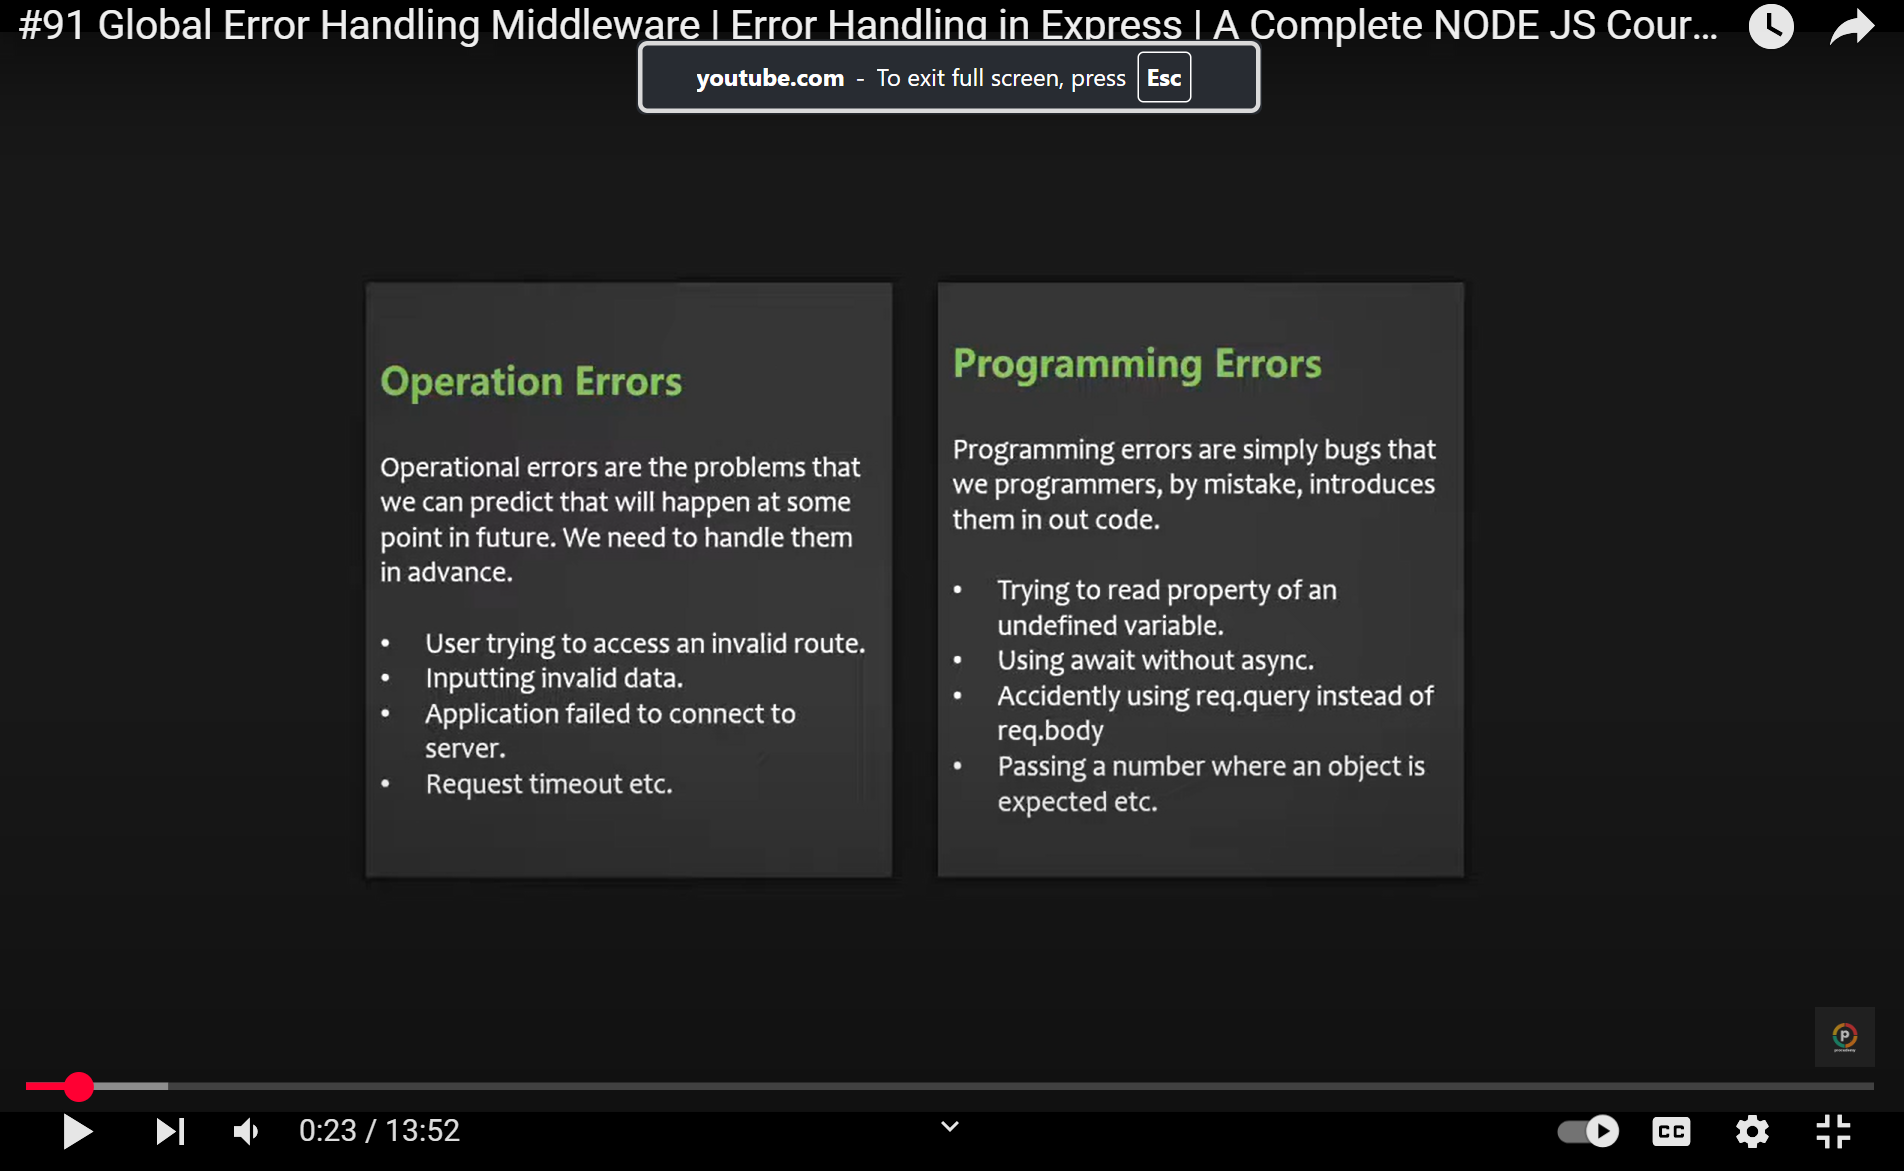 #91 Global Error Handling Middleware | Error Handling in Express | A Complete NODE JS Cour...
youtube.com - To exit full screen, press Esc
Operation Errors
Operational errors are the problems that
we can predict that will happen at some
point in future. We need to handle them
in advance.
• User trying to access an invalid route.
• Inputting invalid data.
• Application failed to connect to
server.
• Request timeout etc.
Programming Errors
Programming errors are simply bugs that
we programmers, by mistake, introduces
them in out code.
• Trying to read property of an
undefined variable.
• Using await without async.
• Accidently using req.query instead of
req.body
• Passing a number where an object is
expected etc.
P
0:23 / 13:52
CC